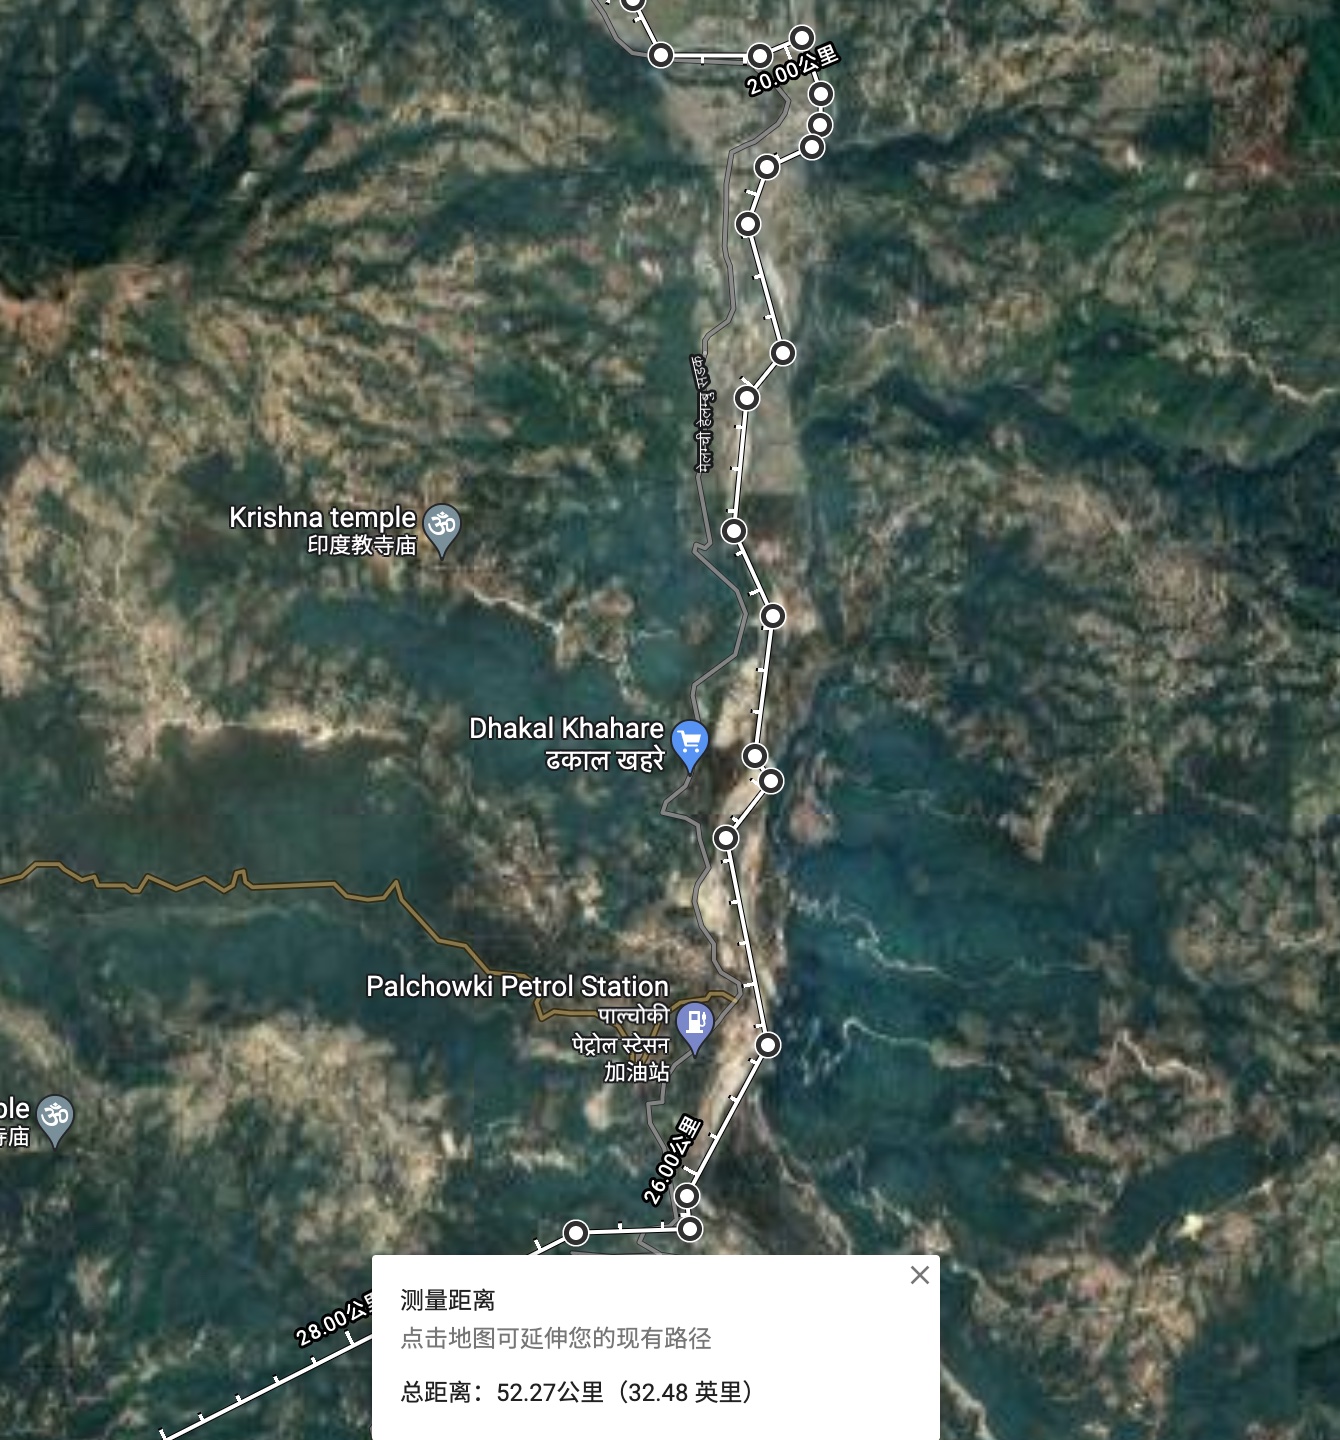 20.00公里
मेलम्ची हेलम्बु सडक
Krishna temple
印度教寺庙
Dhakal Khahare
ढकाल खहरे
Palchowki Petrol Station
पाल्चोकी
पेट्रोल स्टेसन
加油站
ple
寺庙
26.00公里
28.00公里
测量距离
点击地图可延伸您的现有路径
总距离：52.27公里（32.48 英里）